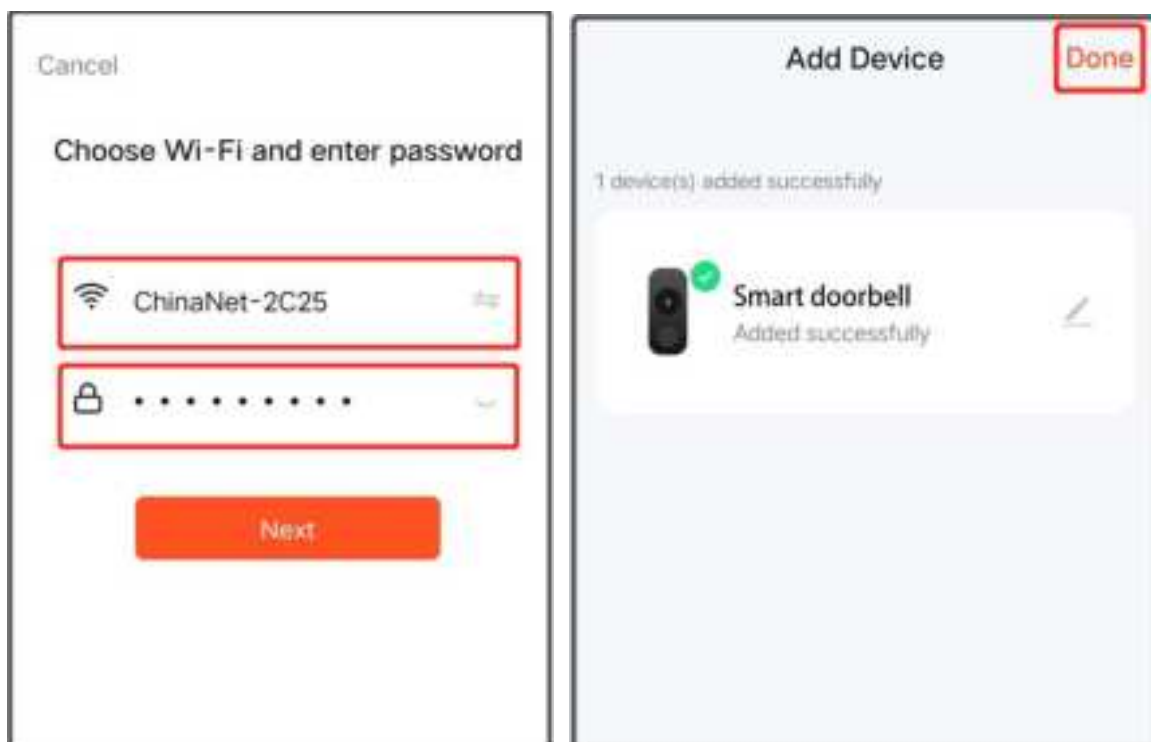 Cancel
Choose Wi-Fi and enter password
ChinaNet-2C25
• • • • • • • • •
Next
Add Device
Done
1 device(s) added successfully
Smart doorbell
Added successfully